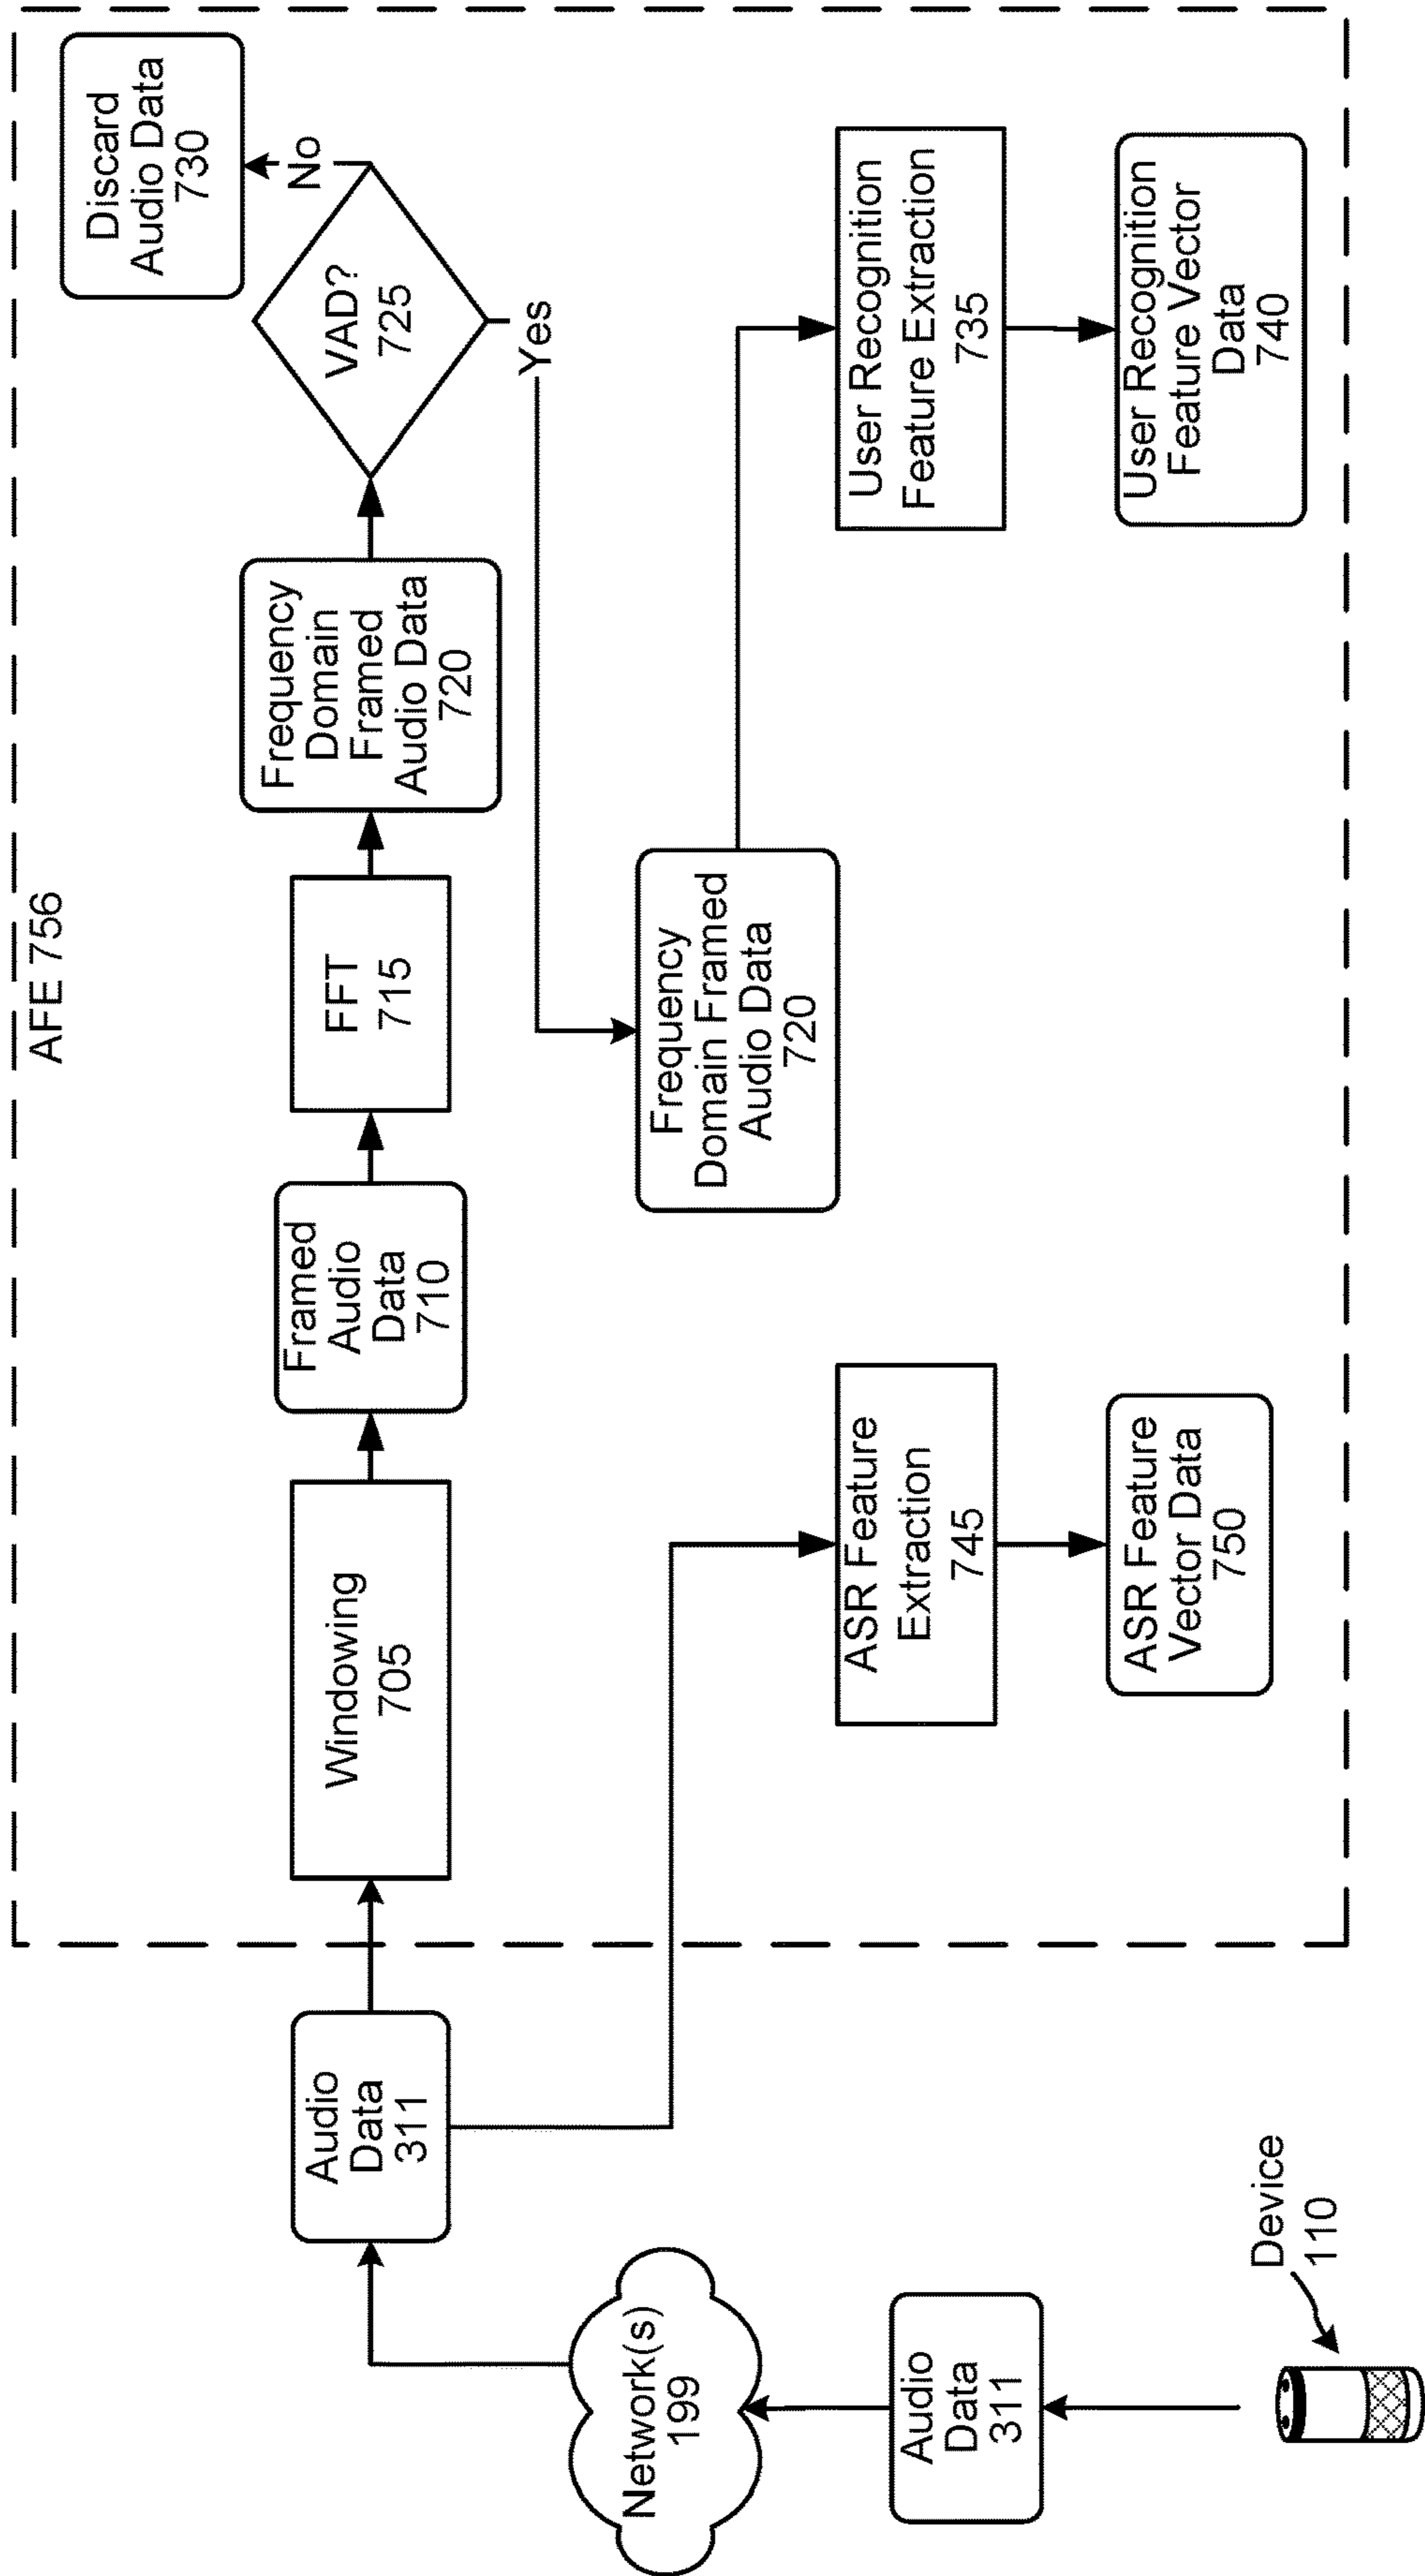 AFE 756
Device
110
Audio
Data
311
Network(s)
199
Audio
Data
311
Windowing
705
Framed
Audio
Data
710
FFT
715
Frequency
Domain
Framed
Audio Data
720
VAD?
725
No
Discard
Audio Data
730
Yes
Frequency
Domain Framed
Audio Data
720
User Recognition
Feature Extraction
735
User Recognition
Feature Vector
Data
740
ASR Feature
Extraction
745
ASR Feature
Vector Data
750